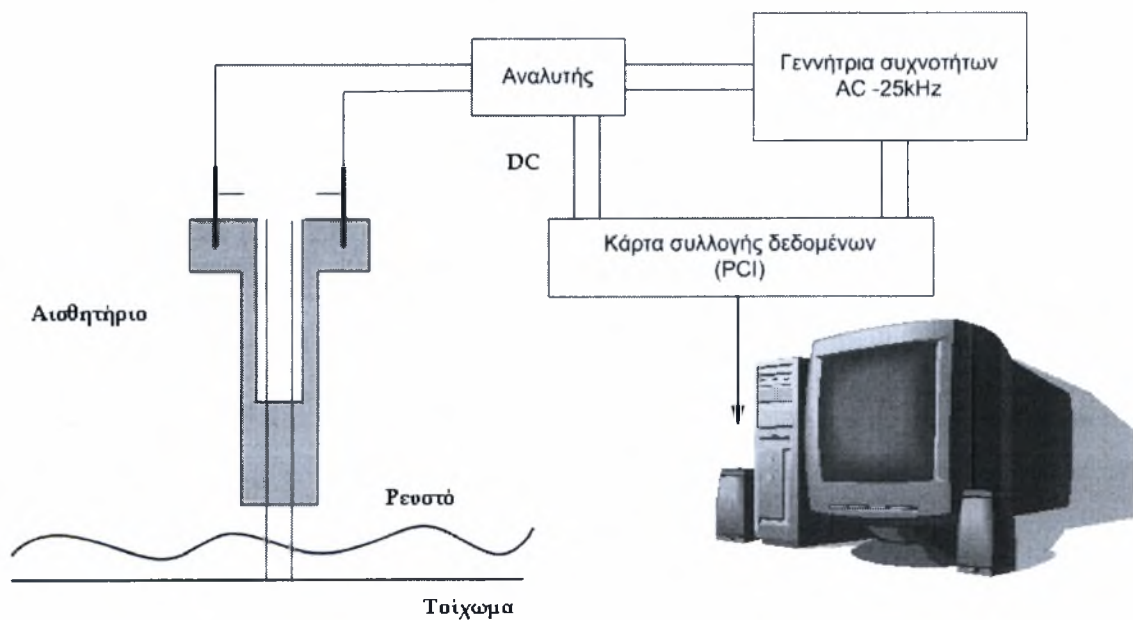 Αναλυτής
Γεννήτρια συχνοτήτων
AC -25kHz
DC
Κάρτα συλλογής δεδομένων
(PCI)
Αισθητήριο
Ρευστό
Τοίχωμα